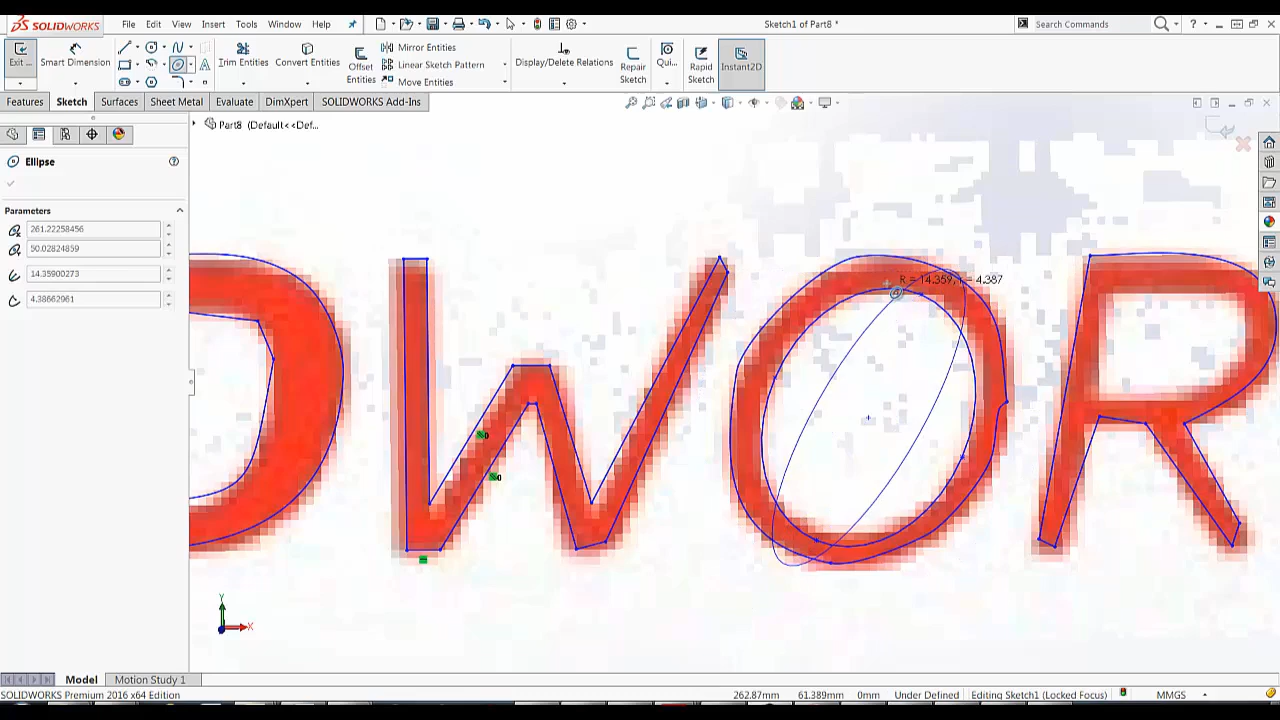 SOLIDWORKS File Edit View Insert Tools Window Help Sketch1 of Part8 * Search Commands
Exit ... Smart Dimension Trim Entities Convert Entities Offset Entities Mirror Entities Linear Sketch Pattern Move Entities Display/Delete Relations Repair Sketch Qui... Rapid Sketch Instant2D
Features Sketch Surfaces Sheet Metal Evaluate DimXpert SOLIDWORKS Add-Ins
Part8 (Default<<Def...
Ellipse
Parameters
261.22258456
50.02824859
14.35900273
4.38662961
R = 14.359, r = 4.387
DWOR
Y
X
Model Motion Study 1
SOLIDWORKS Premium 2016 x64 Edition 262.87mm 61.389mm 0mm Under Defined Editing Sketch1 (Locked Focus) MMGS